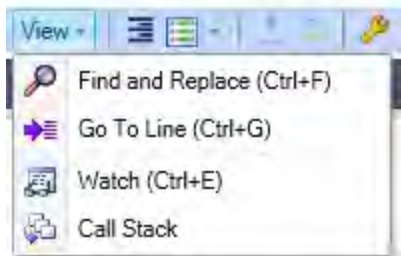 View
Find and Replace (Ctrl+F)
Go To Line (Ctrl+G)
Watch (Ctrl+E)
Call Stack